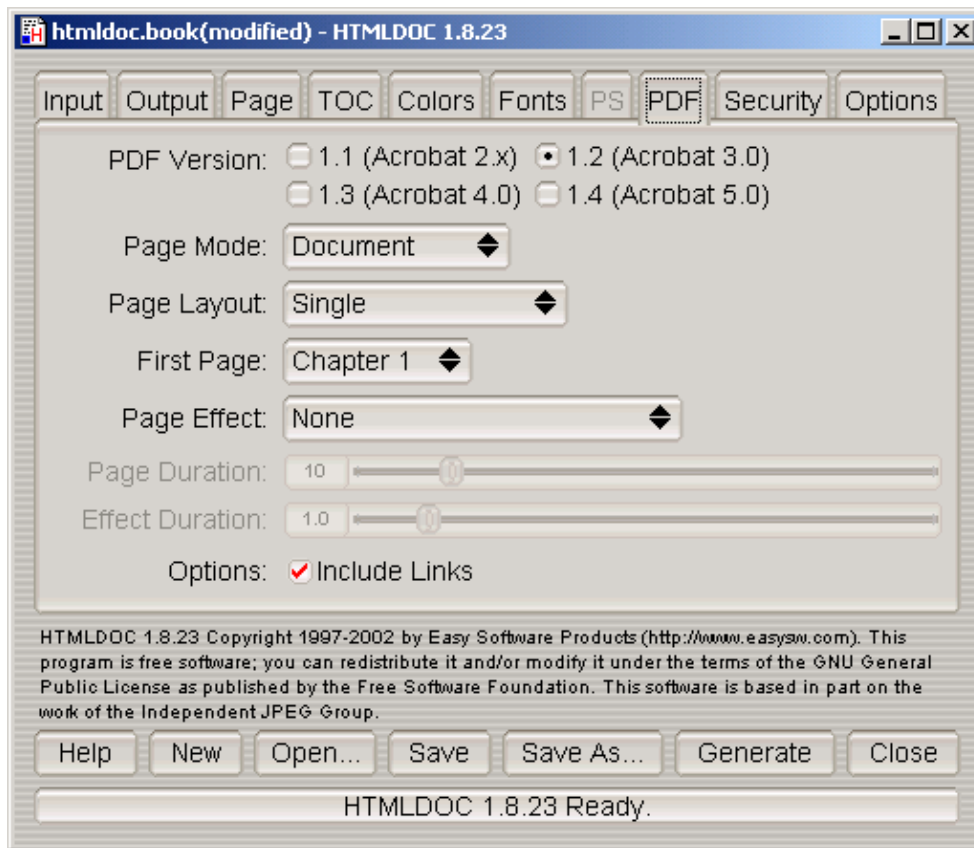 htmldoc.book(modified) - HTMLDOC 1.8.23
Input Output Page TOC Colors Fonts PS PDF Security Options
PDF Version: 1.1 (Acrobat 2.x) 1.2 (Acrobat 3.0)
1.3 (Acrobat 4.0) 1.4 (Acrobat 5.0)
Page Mode: Document
Page Layout: Single
First Page: Chapter 1
Page Effect: None
Page Duration: 10
Effect Duration: 1.0
Options: Include Links
HTMLDOC 1.8.23 Copyright 1997-2002 by Easy Software Products (http://www.easysw.com). This
program is free software; you can redistribute it and/or modify it under the terms of the GNU General
Public License as published by the Free Software Foundation. This software is based in part on the
work of the Independent JPEG Group.
Help New Open... Save Save As... Generate Close
HTMLDOC 1.8.23 Ready.